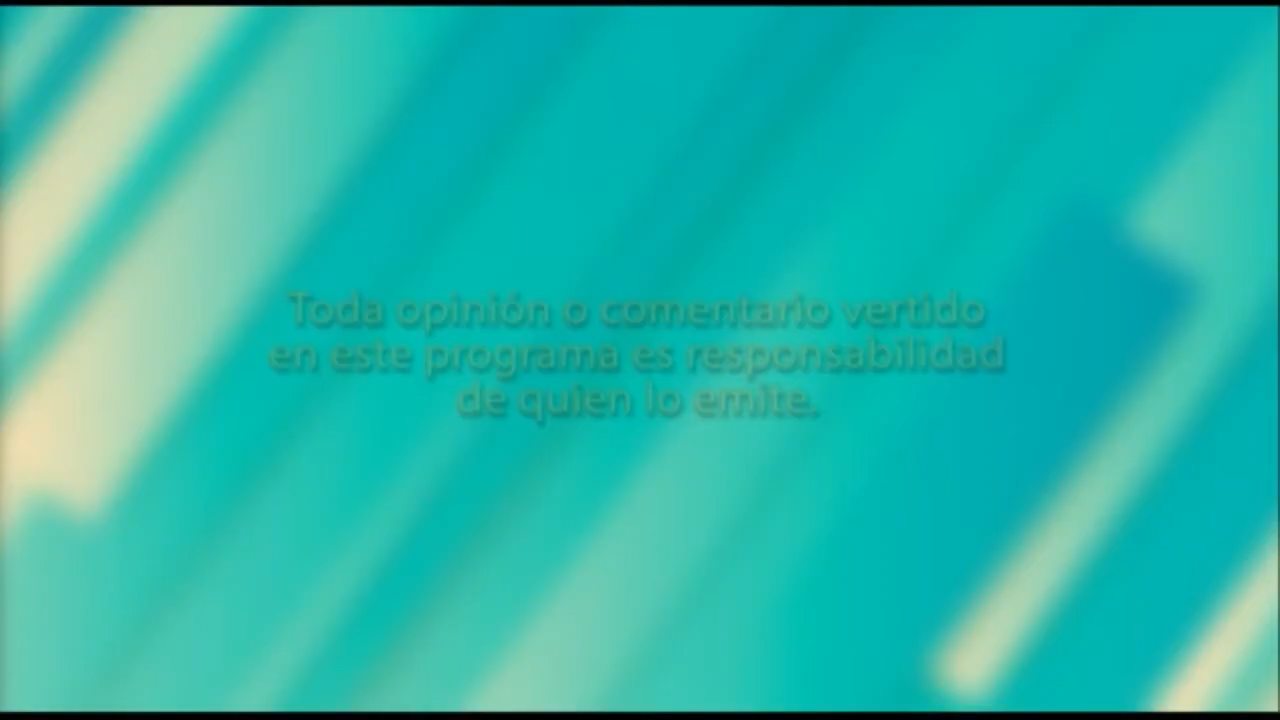 Toda opinión o comentario vertido
en este programa es responsabilidad
de quien lo emite.